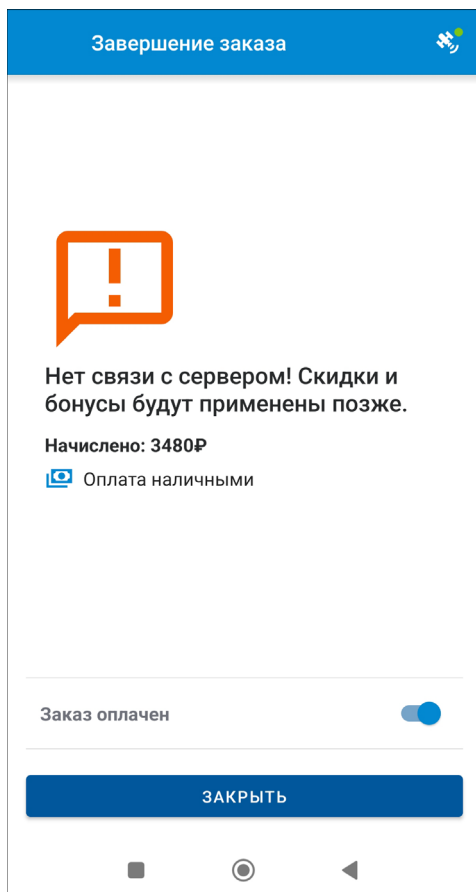 Завершение заказа
Нет связи с сервером! Скидки и
бонусы будут применены позже.
Начислено: 3480₽
Оплата наличными
Заказ оплачен
ЗАКРЫТЬ